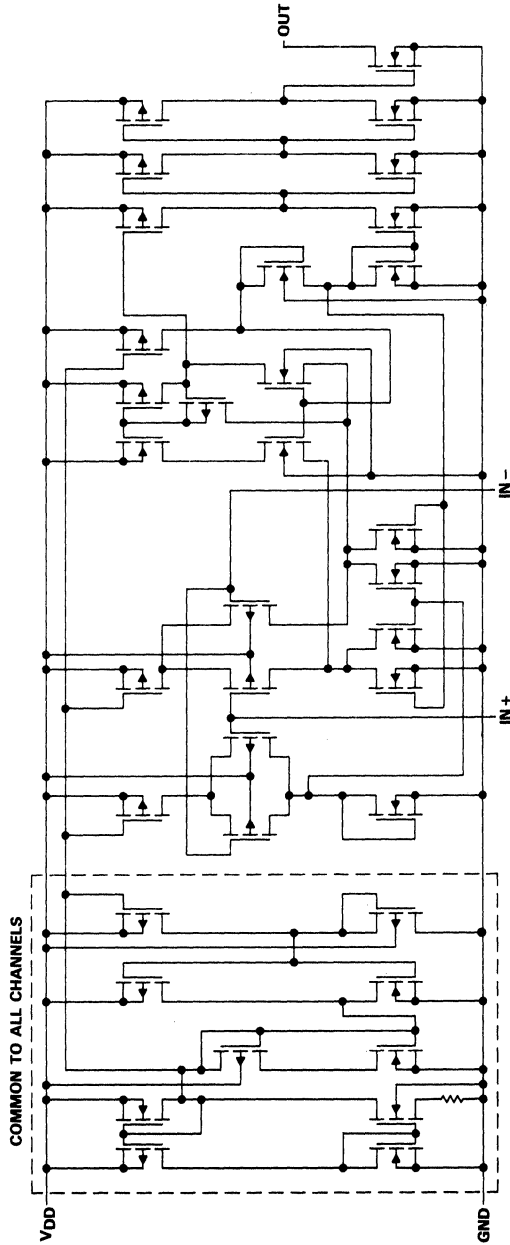 COMMON TO ALL CHANNELS
VDD
GND
IN +
IN −
OUT